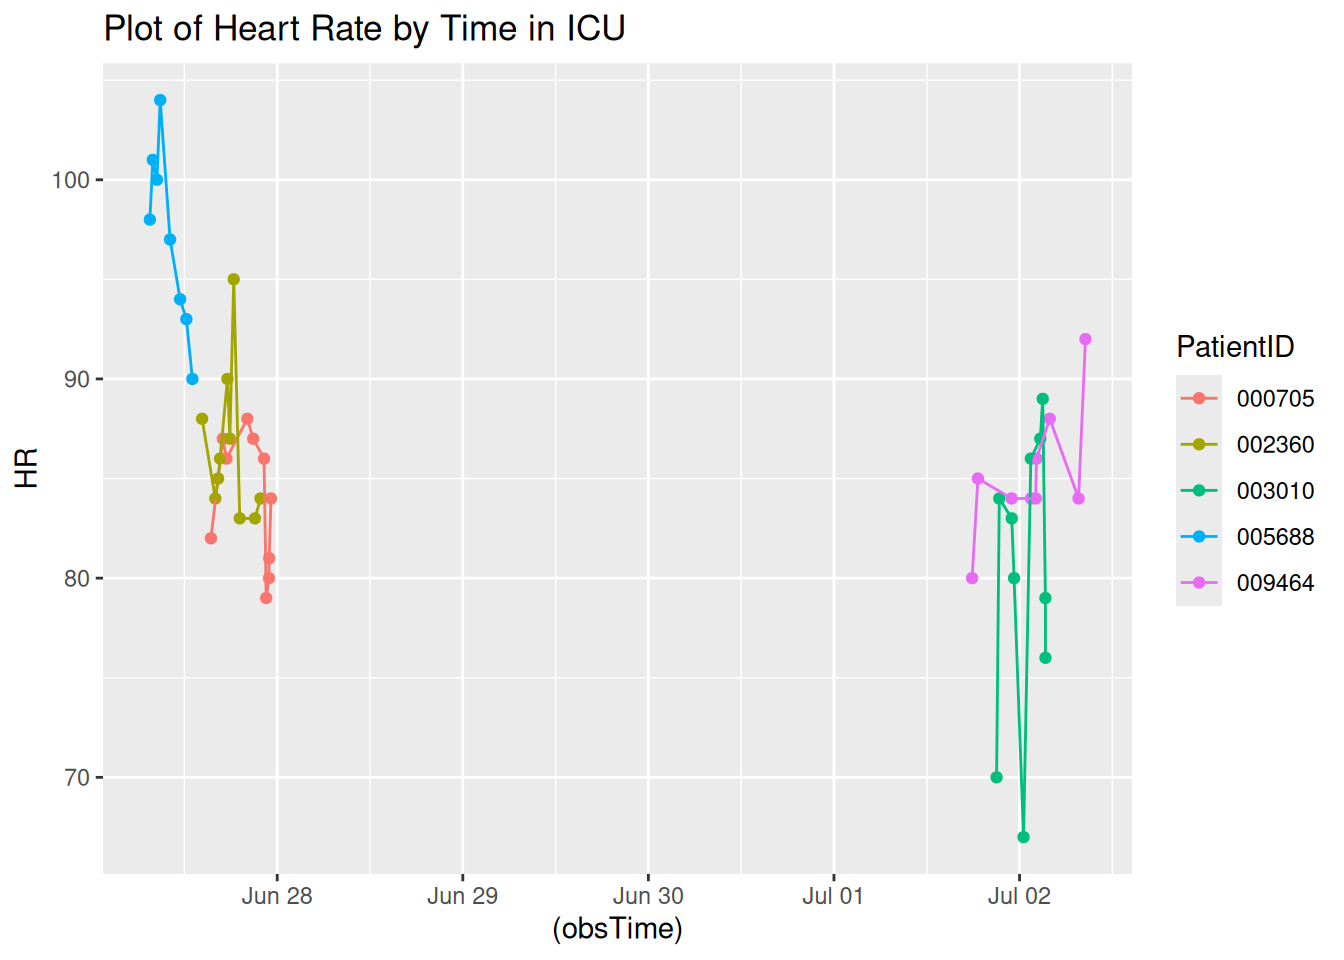 Plot of Heart Rate by Time in ICU
HR
100
90
80
70
Jun 28
Jun 29
Jun 30
Jul 01
Jul 02
(obsTime)
PatientID
000705
002360
003010
005688
009464